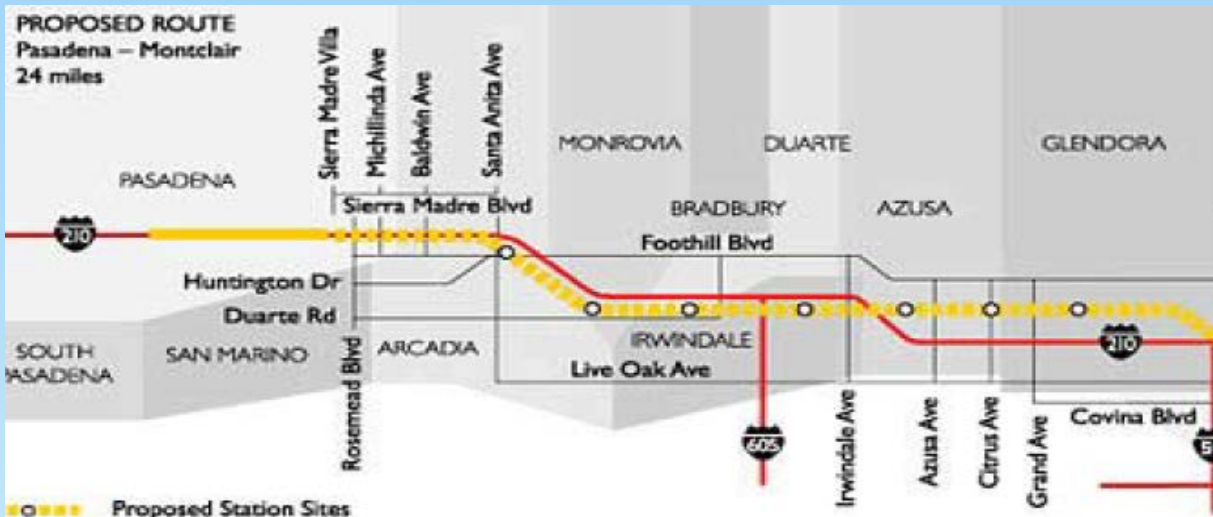 PROPOSED ROUTE
Pasadena – Montclair
24 miles
Sierra Madre Villa
Michillinda Ave
Baldwin Ave
Santa Anita Ave
MONROVIA
DUARTE
GLENDORA
PASADENA
Sierra Madre Blvd
BRADBURY
AZUSA
210
Foothill Blvd
Huntington Dr
Duarte Rd
SOUTH
PASADENA
SAN MARINO
ARCADIA
IRWINDALE
210
Live Oak Ave
Rosemead Blvd
605
Irwindale Ave
Azusa Ave
Citrus Ave
Grand Ave
Covina Blvd
Proposed Station Sites